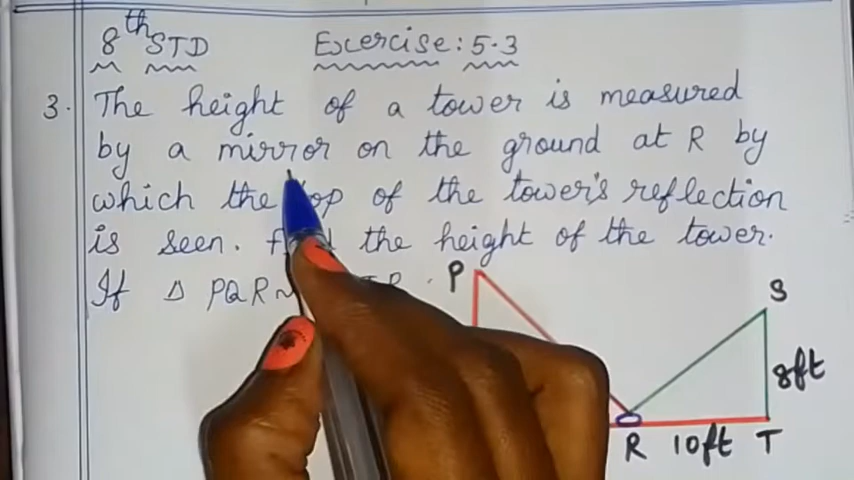 8th STD Excercise: 5.3
3. The height of a tower is measured
by a mirror on the ground at R by
which the top of the tower's reflection
is seen. the height of the tower.
If △ PQR ~
P
S
8ft
R 10ft T